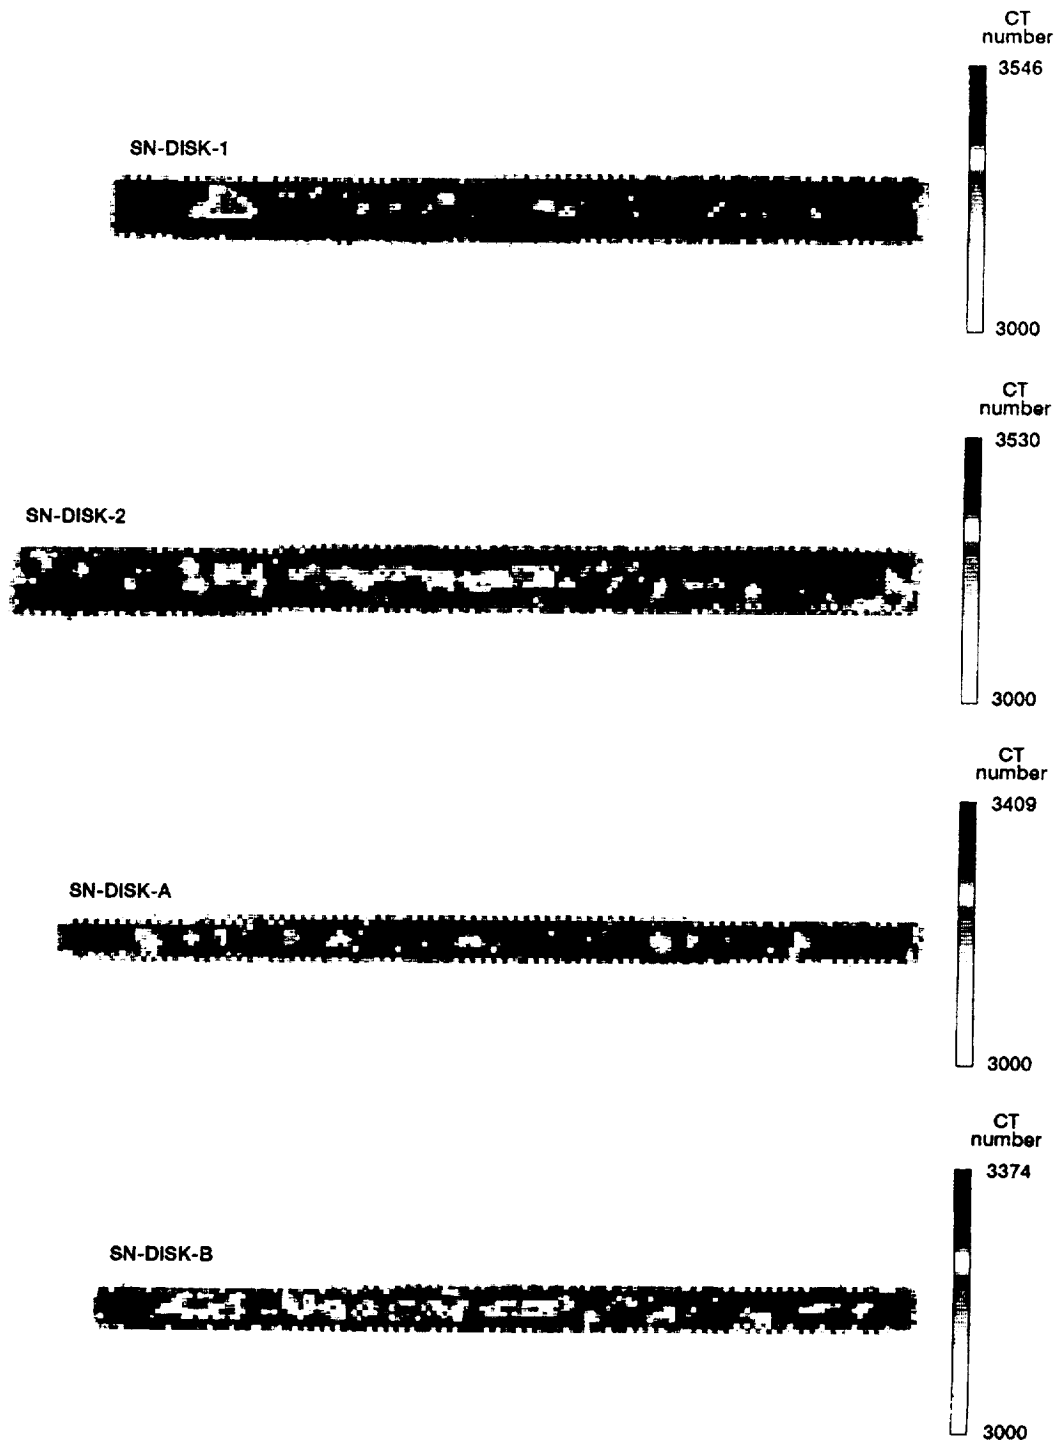 CT
number
3546
SN-DISK-1
3000
CT
number
3530
SN-DISK-2
3000
CT
number
3409
SN-DISK-A
3000
CT
number
3374
SN-DISK-B
3000